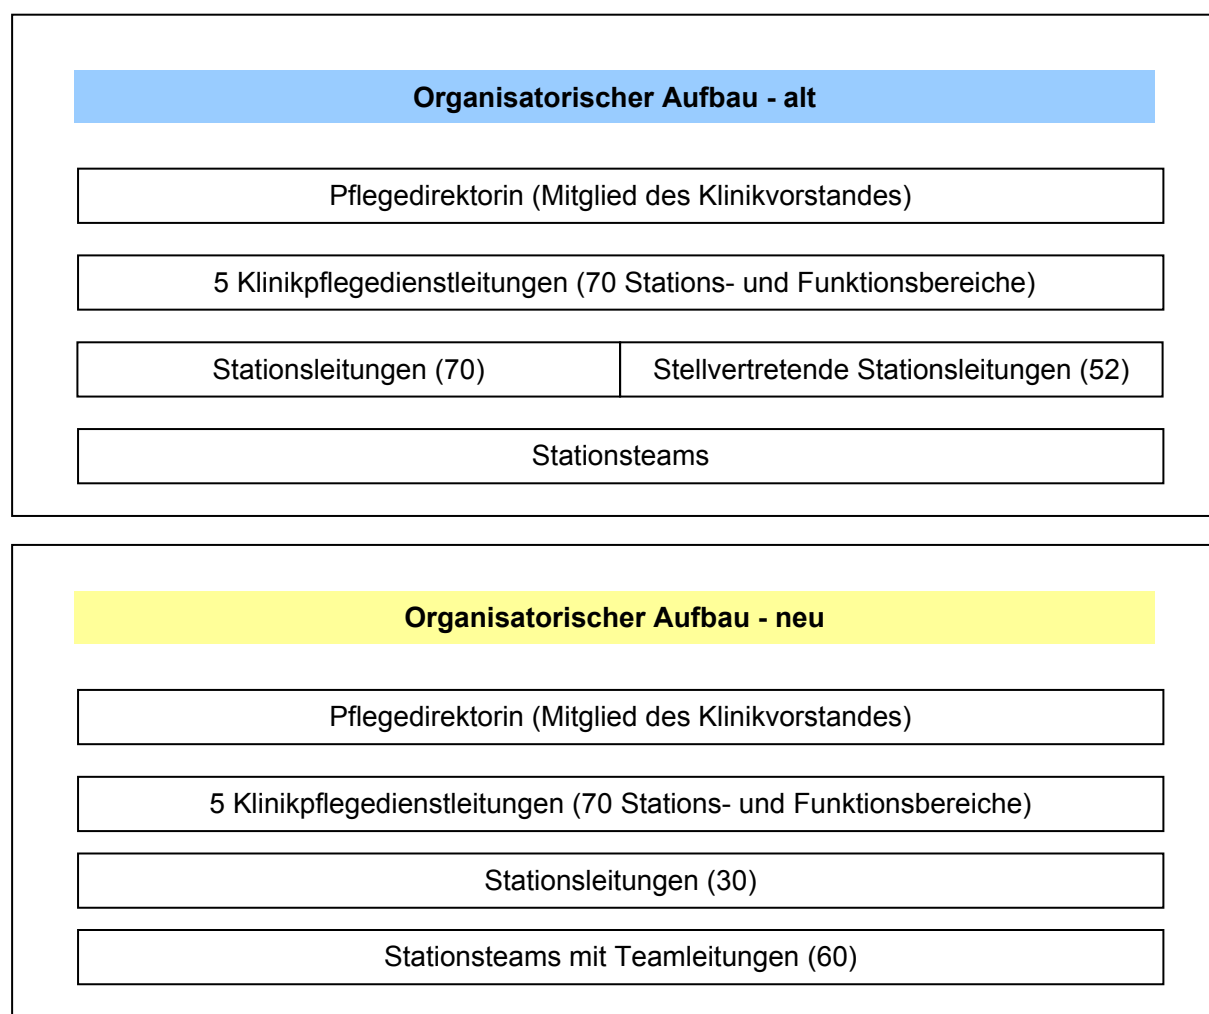 Organisatorischer Aufbau - alt
Pflegedirektorin (Mitglied des Klinikvorstandes)
5 Klinikpflegedienstleitungen (70 Stations- und Funktionsbereiche)
Stationsleitungen (70)
Stellvertretende Stationsleitungen (52)
Stationsteams
Organisatorischer Aufbau - neu
Pflegedirektorin (Mitglied des Klinikvorstandes)
5 Klinikpflegedienstleitungen (70 Stations- und Funktionsbereiche)
Stationsleitungen (30)
Stationsteams mit Teamleitungen (60)